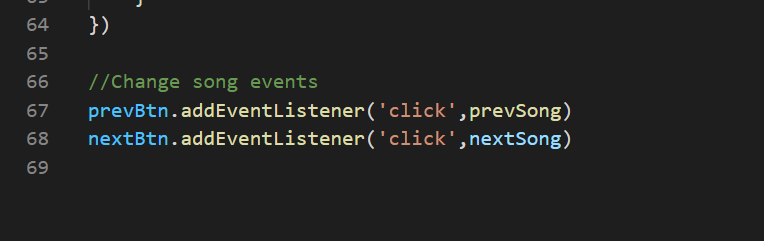 64 })
65
66 //Change song events
67 prevBtn.addEventListener('click',prevSong)
68 nextBtn.addEventListener('click',nextSong)
69